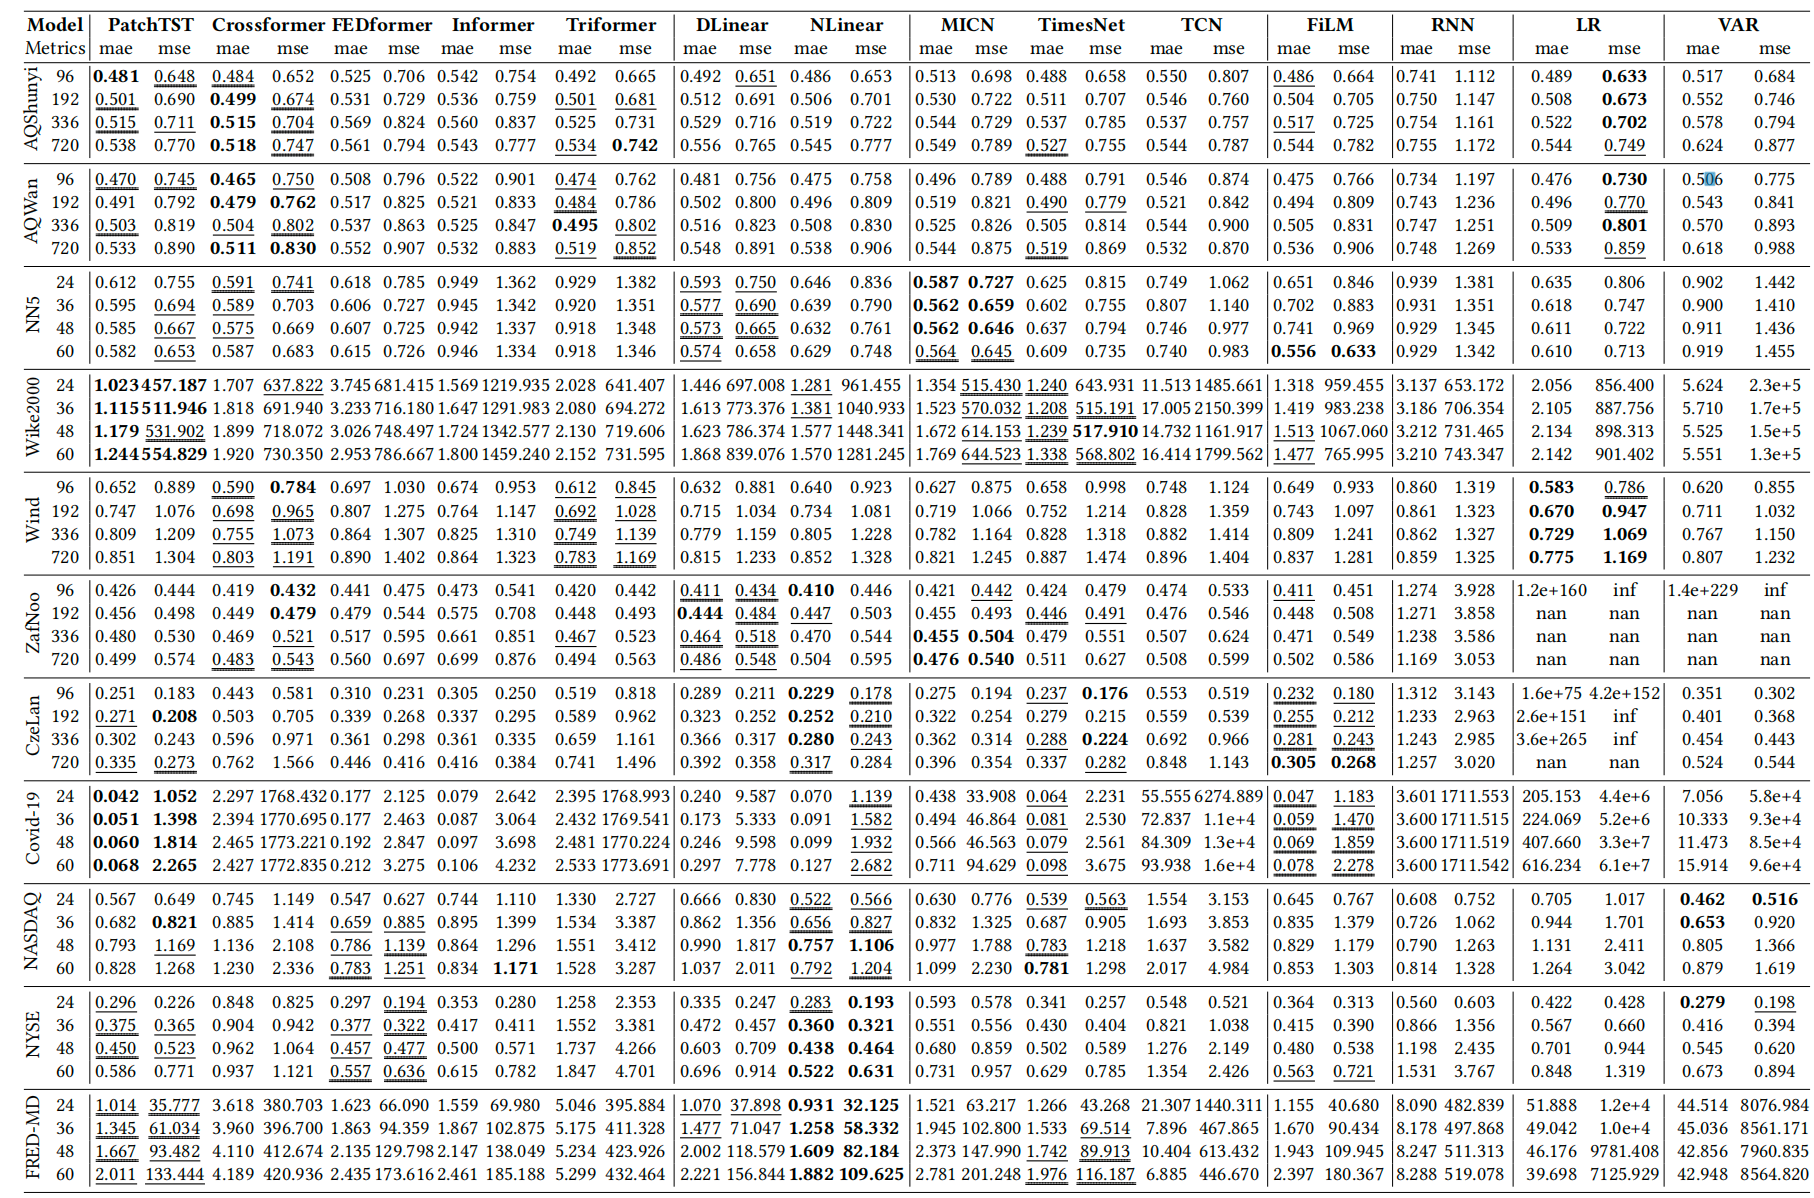 Model PatchTST Crossformer FEDformer Informer Triformer DLinear NLinear MICN TimesNet TCN FiLM RNN LR VAR
Metrics mae mse mae mse mae mse mae mse mae mse mae mse mae mse mae mse mae mse mae mse mae mse mae mse mae mse mae mse
AQShunyi
96 0.481 0.648 0.484 0.652 0.525 0.706 0.542 0.754 0.492 0.665 0.492 0.651 0.486 0.653 0.513 0.698 0.488 0.658 0.550 0.807 0.486 0.664 0.741 1.112 0.489 0.633 0.517 0.684
192 0.501 0.690 0.499 0.674 0.531 0.729 0.536 0.759 0.501 0.681 0.512 0.691 0.506 0.701 0.530 0.722 0.511 0.707 0.546 0.760 0.504 0.705 0.750 1.147 0.508 0.673 0.552 0.746
336 0.515 0.711 0.515 0.704 0.569 0.824 0.560 0.837 0.525 0.731 0.529 0.716 0.519 0.722 0.544 0.729 0.537 0.785 0.537 0.757 0.517 0.725 0.754 1.161 0.522 0.702 0.578 0.794
720 0.538 0.770 0.518 0.747 0.561 0.794 0.543 0.777 0.534 0.742 0.556 0.765 0.545 0.777 0.549 0.789 0.527 0.755 0.544 0.787 0.544 0.782 0.755 1.172 0.544 0.749 0.624 0.877
AQWan
96 0.470 0.745 0.465 0.750 0.508 0.796 0.522 0.901 0.474 0.762 0.481 0.756 0.475 0.758 0.496 0.789 0.488 0.791 0.546 0.874 0.475 0.766 0.734 1.197 0.476 0.730 0.506 0.775
192 0.491 0.792 0.479 0.762 0.517 0.825 0.521 0.833 0.484 0.786 0.502 0.800 0.496 0.809 0.519 0.821 0.490 0.779 0.521 0.842 0.494 0.809 0.743 1.236 0.496 0.770 0.543 0.841
336 0.503 0.819 0.504 0.802 0.537 0.863 0.525 0.847 0.495 0.802 0.516 0.823 0.508 0.830 0.525 0.826 0.505 0.814 0.544 0.900 0.505 0.831 0.747 1.251 0.509 0.801 0.570 0.893
720 0.533 0.890 0.511 0.830 0.552 0.907 0.532 0.883 0.519 0.852 0.548 0.891 0.538 0.906 0.544 0.875 0.519 0.869 0.532 0.870 0.536 0.906 0.748 1.269 0.533 0.859 0.618 0.988
NN5
24 0.612 0.755 0.591 0.741 0.618 0.785 0.949 1.362 0.929 1.382 0.593 0.750 0.646 0.836 0.587 0.727 0.625 0.815 0.749 1.062 0.651 0.846 0.939 1.381 0.635 0.806 0.902 1.442
36 0.595 0.694 0.589 0.703 0.606 0.727 0.945 1.342 0.920 1.351 0.577 0.690 0.639 0.790 0.562 0.659 0.602 0.755 0.807 1.140 0.702 0.883 0.931 1.351 0.618 0.747 0.900 1.410
48 0.585 0.667 0.575 0.669 0.607 0.725 0.942 1.337 0.918 1.348 0.573 0.665 0.632 0.761 0.562 0.646 0.637 0.794 0.746 0.977 0.741 0.969 0.929 1.345 0.611 0.722 0.911 1.436
60 0.582 0.653 0.587 0.683 0.615 0.726 0.946 1.334 0.918 1.346 0.574 0.658 0.629 0.748 0.564 0.645 0.609 0.735 0.740 0.983 0.556 0.633 0.929 1.342 0.610 0.713 0.919 1.455
Wike2000
24 1.023 457.187 1.707 637.822 3.745 681.415 1.569 1219.935 2.028 641.407 1.446 697.008 1.281 961.455 1.354 515.430 1.240 643.931 11.513 1485.661 1.318 959.455 3.137 653.172 2.056 856.400 5.624 2.3e+5
36 1.115 511.946 1.818 691.940 3.233 716.180 1.647 1291.983 2.080 694.272 1.613 773.376 1.381 1040.933 1.523 570.032 1.208 515.191 17.005 2150.399 1.419 983.238 3.186 706.354 2.105 887.756 5.710 1.7e+5
48 1.179 531.902 1.899 718.072 3.026 748.497 1.724 1342.577 2.130 719.606 1.623 786.374 1.577 1448.341 1.672 614.153 1.239 517.910 14.732 1161.917 1.513 1067.060 3.212 731.465 2.134 898.313 5.525 1.5e+5
60 1.244 554.829 1.920 730.350 2.953 786.667 1.800 1459.240 2.152 731.595 1.868 839.076 1.570 1281.245 1.769 644.523 1.338 568.802 16.414 1799.562 1.477 765.995 3.210 743.347 2.142 901.402 5.551 1.3e+5
Wind
96 0.652 0.889 0.590 0.784 0.697 1.030 0.674 0.953 0.612 0.845 0.632 0.881 0.640 0.923 0.627 0.875 0.658 0.998 0.748 1.124 0.649 0.933 0.860 1.319 0.583 0.786 0.620 0.855
192 0.747 1.076 0.698 0.965 0.807 1.275 0.764 1.147 0.692 1.028 0.715 1.034 0.734 1.081 0.719 1.066 0.752 1.214 0.828 1.359 0.743 1.097 0.861 1.323 0.670 0.947 0.711 1.032
336 0.809 1.209 0.755 1.073 0.864 1.307 0.825 1.310 0.749 1.139 0.779 1.159 0.805 1.228 0.782 1.164 0.828 1.318 0.882 1.414 0.809 1.241 0.862 1.327 0.729 1.069 0.767 1.150
720 0.851 1.304 0.803 1.191 0.890 1.402 0.864 1.323 0.783 1.169 0.815 1.233 0.852 1.328 0.821 1.245 0.887 1.474 0.896 1.404 0.837 1.281 0.859 1.325 0.775 1.169 0.807 1.232
ZafNoo
96 0.426 0.444 0.419 0.432 0.441 0.475 0.473 0.541 0.420 0.442 0.411 0.434 0.410 0.446 0.421 0.442 0.424 0.479 0.474 0.533 0.411 0.451 1.274 3.928 1.2e+160 inf 1.4e+229 inf
192 0.456 0.498 0.449 0.479 0.479 0.544 0.575 0.708 0.448 0.493 0.444 0.484 0.447 0.503 0.455 0.493 0.446 0.491 0.476 0.546 0.448 0.508 1.271 3.858 nan nan nan nan
336 0.480 0.530 0.469 0.521 0.517 0.595 0.661 0.851 0.467 0.523 0.464 0.518 0.470 0.544 0.455 0.504 0.479 0.551 0.507 0.624 0.471 0.549 1.238 3.586 nan nan nan nan
720 0.499 0.574 0.483 0.543 0.560 0.697 0.699 0.876 0.494 0.563 0.486 0.548 0.504 0.595 0.476 0.540 0.511 0.627 0.508 0.599 0.502 0.586 1.169 3.053 nan nan nan nan
CzeLan
96 0.251 0.183 0.443 0.581 0.310 0.231 0.305 0.250 0.519 0.818 0.289 0.211 0.229 0.178 0.275 0.194 0.237 0.176 0.553 0.519 0.232 0.180 1.312 3.143 1.6e+75 4.2e+152 0.351 0.302
192 0.271 0.208 0.503 0.705 0.339 0.268 0.337 0.295 0.589 0.962 0.323 0.252 0.252 0.210 0.322 0.254 0.279 0.215 0.559 0.539 0.255 0.212 1.233 2.963 2.6e+151 inf 0.401 0.368
336 0.302 0.243 0.596 0.971 0.361 0.298 0.361 0.335 0.659 1.161 0.366 0.317 0.280 0.243 0.362 0.314 0.288 0.224 0.692 0.966 0.281 0.243 1.243 2.985 3.6e+265 inf 0.454 0.443
720 0.335 0.273 0.762 1.566 0.446 0.416 0.416 0.384 0.741 1.496 0.392 0.358 0.317 0.284 0.396 0.354 0.337 0.282 0.848 1.143 0.305 0.268 1.257 3.020 nan nan 0.524 0.544
Covid-19
24 0.042 1.052 2.297 1768.432 0.177 2.125 0.079 2.642 2.395 1768.993 0.240 9.587 0.070 1.139 0.438 33.908 0.064 2.231 55.555 6274.889 0.047 1.183 3.601 1711.553 205.153 4.4e+6 7.056 5.8e+4
36 0.051 1.398 2.394 1770.695 0.177 2.463 0.087 3.064 2.432 1769.541 0.173 5.333 0.091 1.582 0.494 46.864 0.081 2.530 72.837 1.1e+4 0.059 1.470 3.600 1711.515 224.069 5.2e+6 10.333 9.3e+4
48 0.060 1.814 2.465 1773.221 0.192 2.847 0.097 3.698 2.481 1770.224 0.246 9.598 0.099 1.932 0.566 46.563 0.079 2.561 84.309 1.3e+4 0.069 1.859 3.600 1711.519 407.660 3.3e+7 11.473 8.5e+4
60 0.068 2.265 2.427 1772.835 0.212 3.275 0.106 4.232 2.533 1773.691 0.297 7.778 0.127 2.682 0.711 94.629 0.098 3.675 93.938 1.6e+4 0.078 2.278 3.600 1711.542 616.234 6.1e+7 15.914 9.6e+4
NASDAQ
24 0.567 0.649 0.745 1.149 0.547 0.627 0.744 1.110 1.330 2.727 0.666 0.830 0.522 0.566 0.630 0.776 0.539 0.563 1.554 3.153 0.645 0.767 0.608 0.752 0.705 1.017 0.462 0.516
36 0.682 0.821 0.885 1.414 0.659 0.885 0.895 1.399 1.534 3.387 0.862 1.356 0.656 0.827 0.832 1.325 0.687 0.905 1.693 3.853 0.835 1.379 0.726 1.062 0.944 1.701 0.653 0.920
48 0.793 1.169 1.136 2.108 0.786 1.139 0.864 1.296 1.551 3.412 0.990 1.817 0.757 1.106 0.977 1.788 0.783 1.218 1.637 3.582 0.829 1.179 0.790 1.263 1.131 2.411 0.805 1.366
60 0.828 1.268 1.230 2.336 0.783 1.251 0.834 1.171 1.528 3.287 1.037 2.011 0.792 1.204 1.099 2.230 0.781 1.298 2.017 4.984 0.853 1.303 0.814 1.328 1.264 3.042 0.879 1.619
NYSE
24 0.296 0.226 0.848 0.825 0.297 0.194 0.353 0.280 1.258 2.353 0.335 0.247 0.283 0.193 0.593 0.578 0.341 0.257 0.548 0.521 0.364 0.313 0.560 0.603 0.422 0.428 0.279 0.198
36 0.375 0.365 0.904 0.942 0.377 0.322 0.417 0.411 1.552 3.381 0.472 0.457 0.360 0.321 0.551 0.556 0.430 0.404 0.821 1.038 0.415 0.390 0.866 1.356 0.567 0.660 0.416 0.394
48 0.450 0.523 0.962 1.064 0.457 0.477 0.500 0.571 1.737 4.266 0.603 0.709 0.438 0.464 0.680 0.859 0.502 0.589 1.276 2.149 0.480 0.538 1.198 2.435 0.701 0.944 0.545 0.620
60 0.586 0.771 0.937 1.121 0.557 0.636 0.615 0.782 1.847 4.701 0.696 0.914 0.522 0.631 0.731 0.957 0.629 0.785 1.354 2.426 0.563 0.721 1.531 3.767 0.848 1.319 0.673 0.894
FRED-MD
24 1.014 35.777 3.618 380.703 1.623 66.090 1.559 69.980 5.046 395.884 1.070 37.898 0.931 32.125 1.521 63.217 1.266 43.268 21.307 1440.311 1.155 40.680 8.090 482.839 51.888 1.2e+4 44.514 8076.984
36 1.345 61.034 3.960 396.700 1.863 94.359 1.867 102.875 5.175 411.328 1.477 71.047 1.258 58.332 1.945 102.800 1.533 69.514 7.896 467.865 1.670 90.434 8.178 497.868 49.042 1.0e+4 45.036 8561.171
48 1.667 93.482 4.110 412.674 2.135 129.798 2.147 138.049 5.234 423.926 2.002 118.579 1.609 82.184 2.373 147.990 1.742 89.913 10.404 613.432 1.943 109.945 8.247 511.313 46.176 9781.408 42.856 7960.835
60 2.011 133.444 4.189 420.936 2.435 173.616 2.461 185.188 5.299 432.464 2.221 156.844 1.882 109.625 2.781 201.248 1.976 116.187 6.885 446.670 2.397 180.367 8.288 519.078 39.698 7125.929 42.948 8564.820